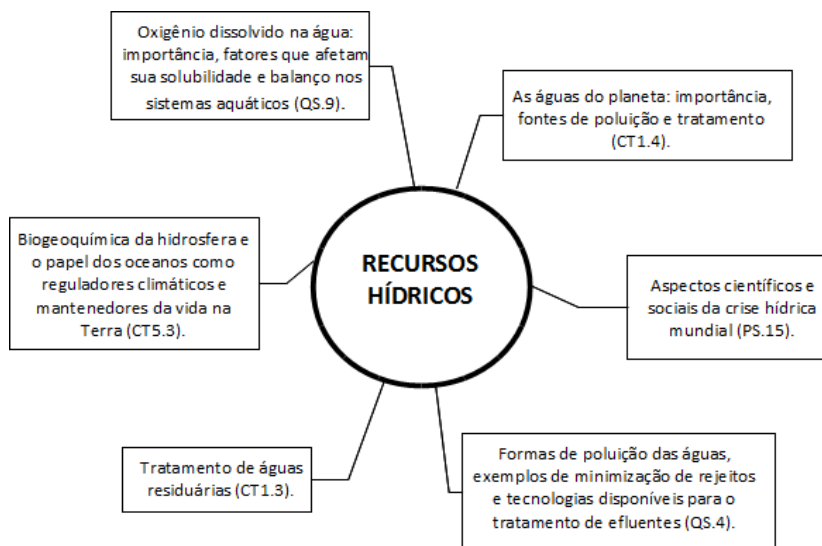 Oxigênio dissolvido na água:
importância, fatores que afetam
sua solubilidade e balanço nos
sistemas aquáticos (QS.9).
As águas do planeta: importância,
fontes de poluição e tratamento
(CT1.4).
Biogeoquímica da hidrosfera e
o papel dos oceanos como
reguladores climáticos e
mantenedores da vida na
Terra (CT5.3).
RECURSOS
HÍDRICOS
Aspectos científicos e
sociais da crise hídrica
mundial (PS.15).
Tratamento de águas
residuárias (CT1.3).
Formas de poluição das águas,
exemplos de minimização de rejeitos
e tecnologias disponíveis para o
tratamento de efluentes (QS.4).